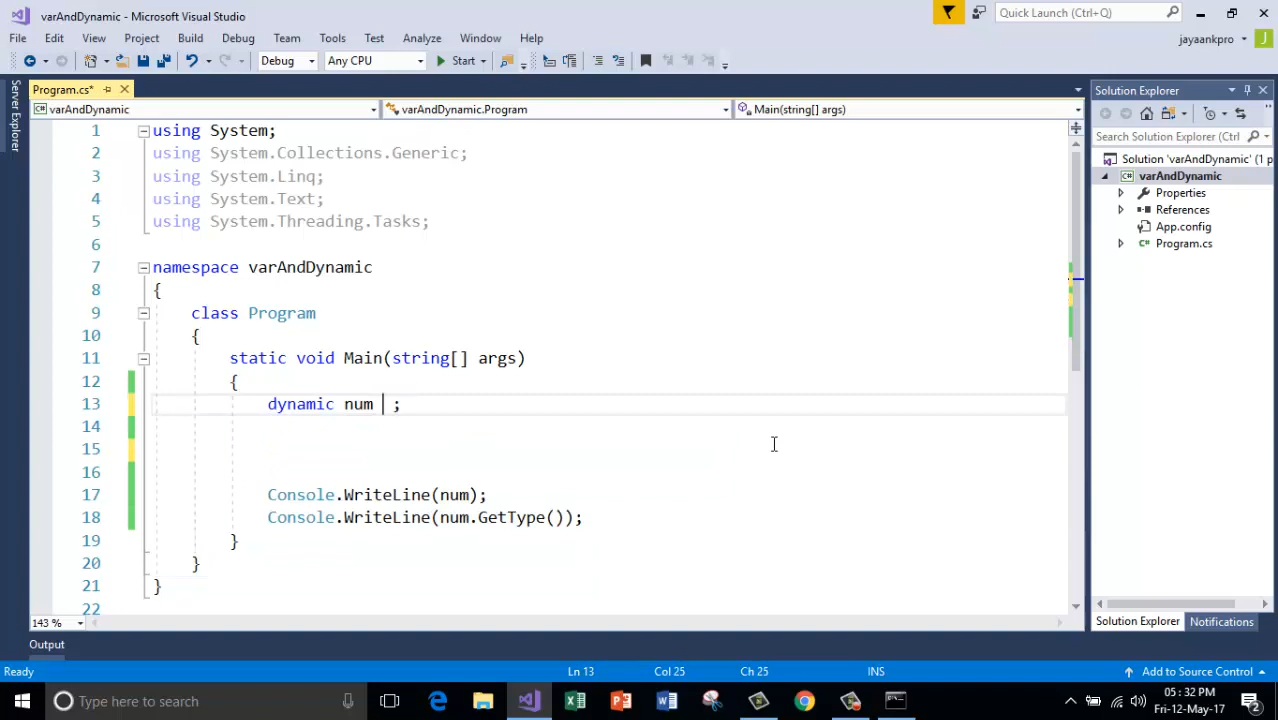 varAndDynamic - Microsoft Visual Studio
Quick Launch (Ctrl+Q)
File Edit View Project Build Debug Team Tools Test Analyze Window Help
jayaankpro J
Debug Any CPU Start
Server Explorer
Program.cs*
varAndDynamic varAndDynamic.Program Main(string[] args)
1 using System;
2 using System.Collections.Generic;
3 using System.Linq;
4 using System.Text;
5 using System.Threading.Tasks;
6
7 namespace varAndDynamic
8 {
9 class Program
10 {
11 static void Main(string[] args)
12 {
13 dynamic num ;
14
15
16
17 Console.WriteLine(num);
18 Console.WriteLine(num.GetType());
19 }
20 }
21 }
22
143 %
Solution Explorer
Search Solution Explorer (Ctrl
Solution 'varAndDynamic' (1 p
varAndDynamic
Properties
References
App.config
Program.cs
Solution Explorer Notifications
Output
Ready Ln 13 Col 25 Ch 25 INS Add to Source Control
Type here to search
05:32 PM
Fri-12-May-17
2